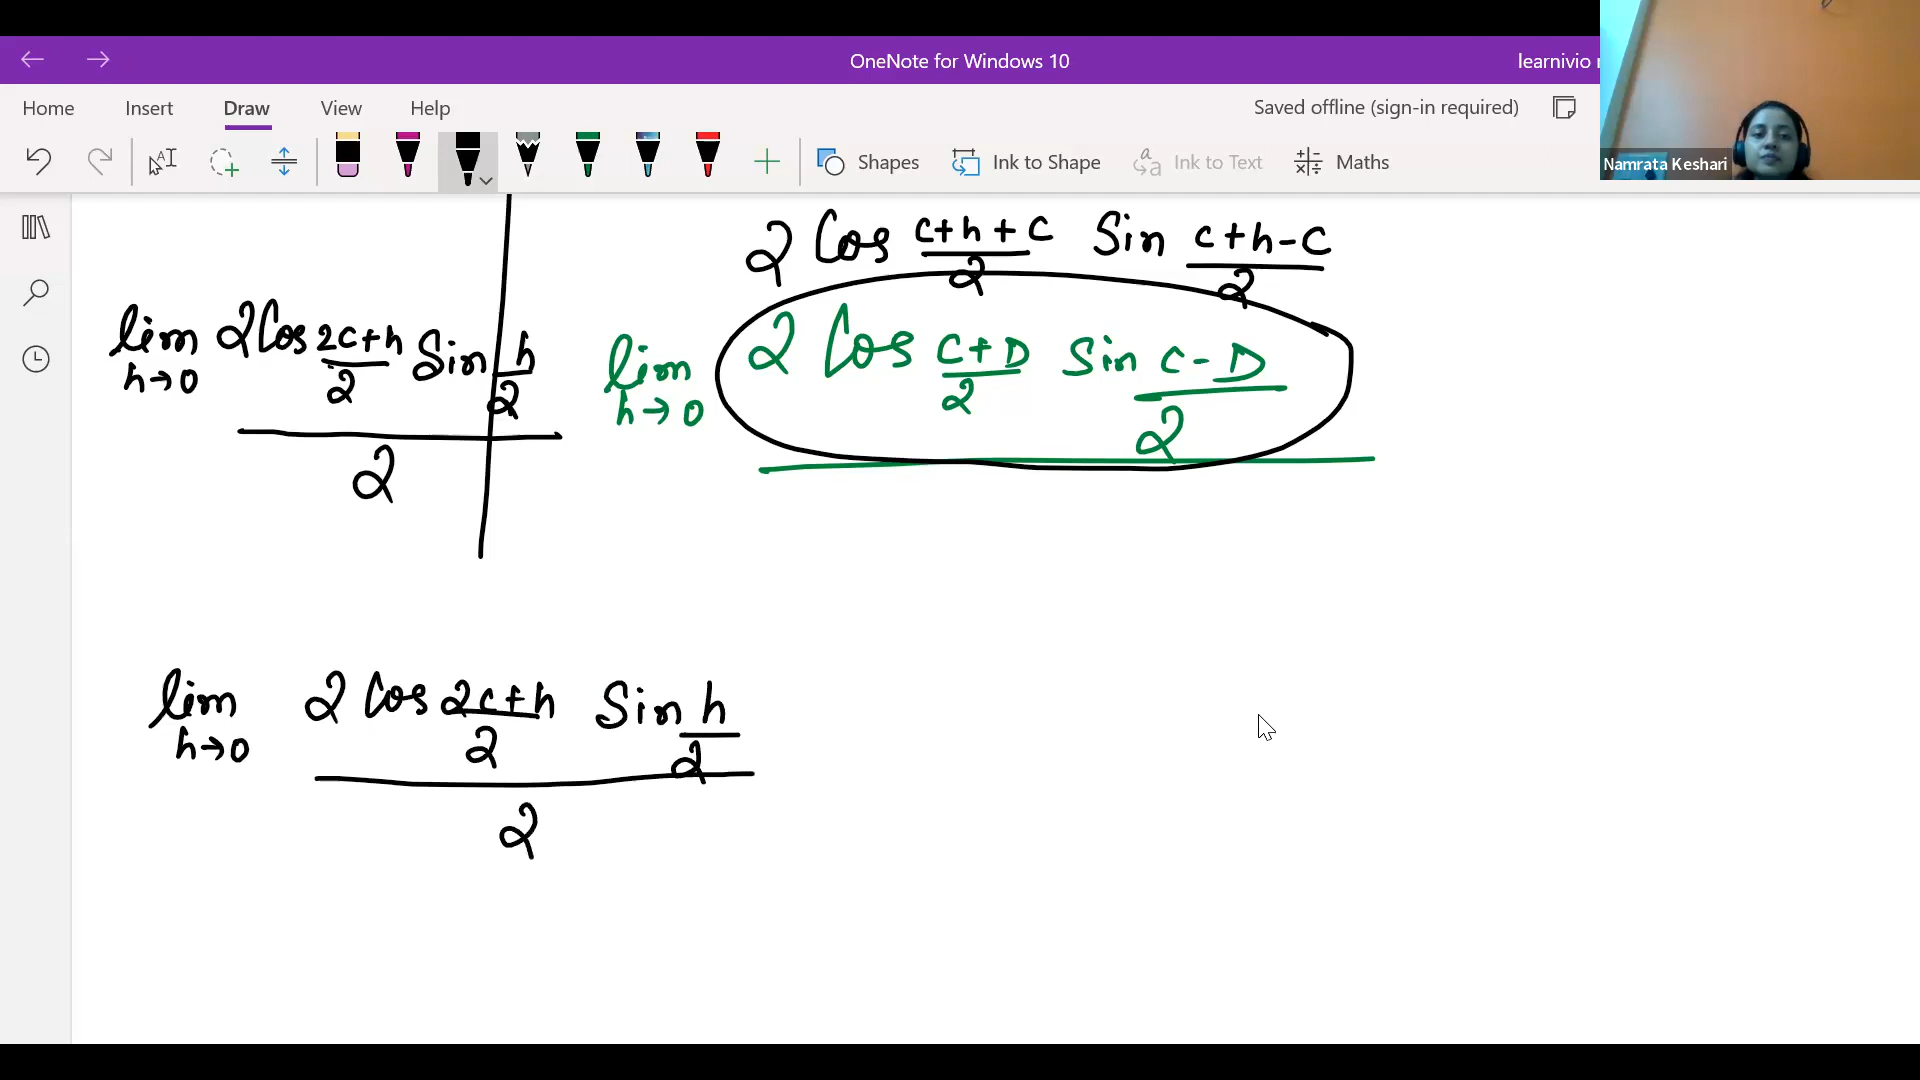 OneNote for Windows 10
learnivio
Home Insert Draw View Help
Saved offline (sign-in required)
Shapes Ink to Shape Ink to Text Maths
Namrata Keshari
2 Cos (c+h+c)/2 Sin (c+h-c)/2
lim h→0 (2 Cos (2c+h)/2 Sin h/2)/2
lim h→0 2 Cos (C+D)/2 Sin (C-D)/2
lim h→0 (2 Cos (2c+h)/2 Sin h/2)/2